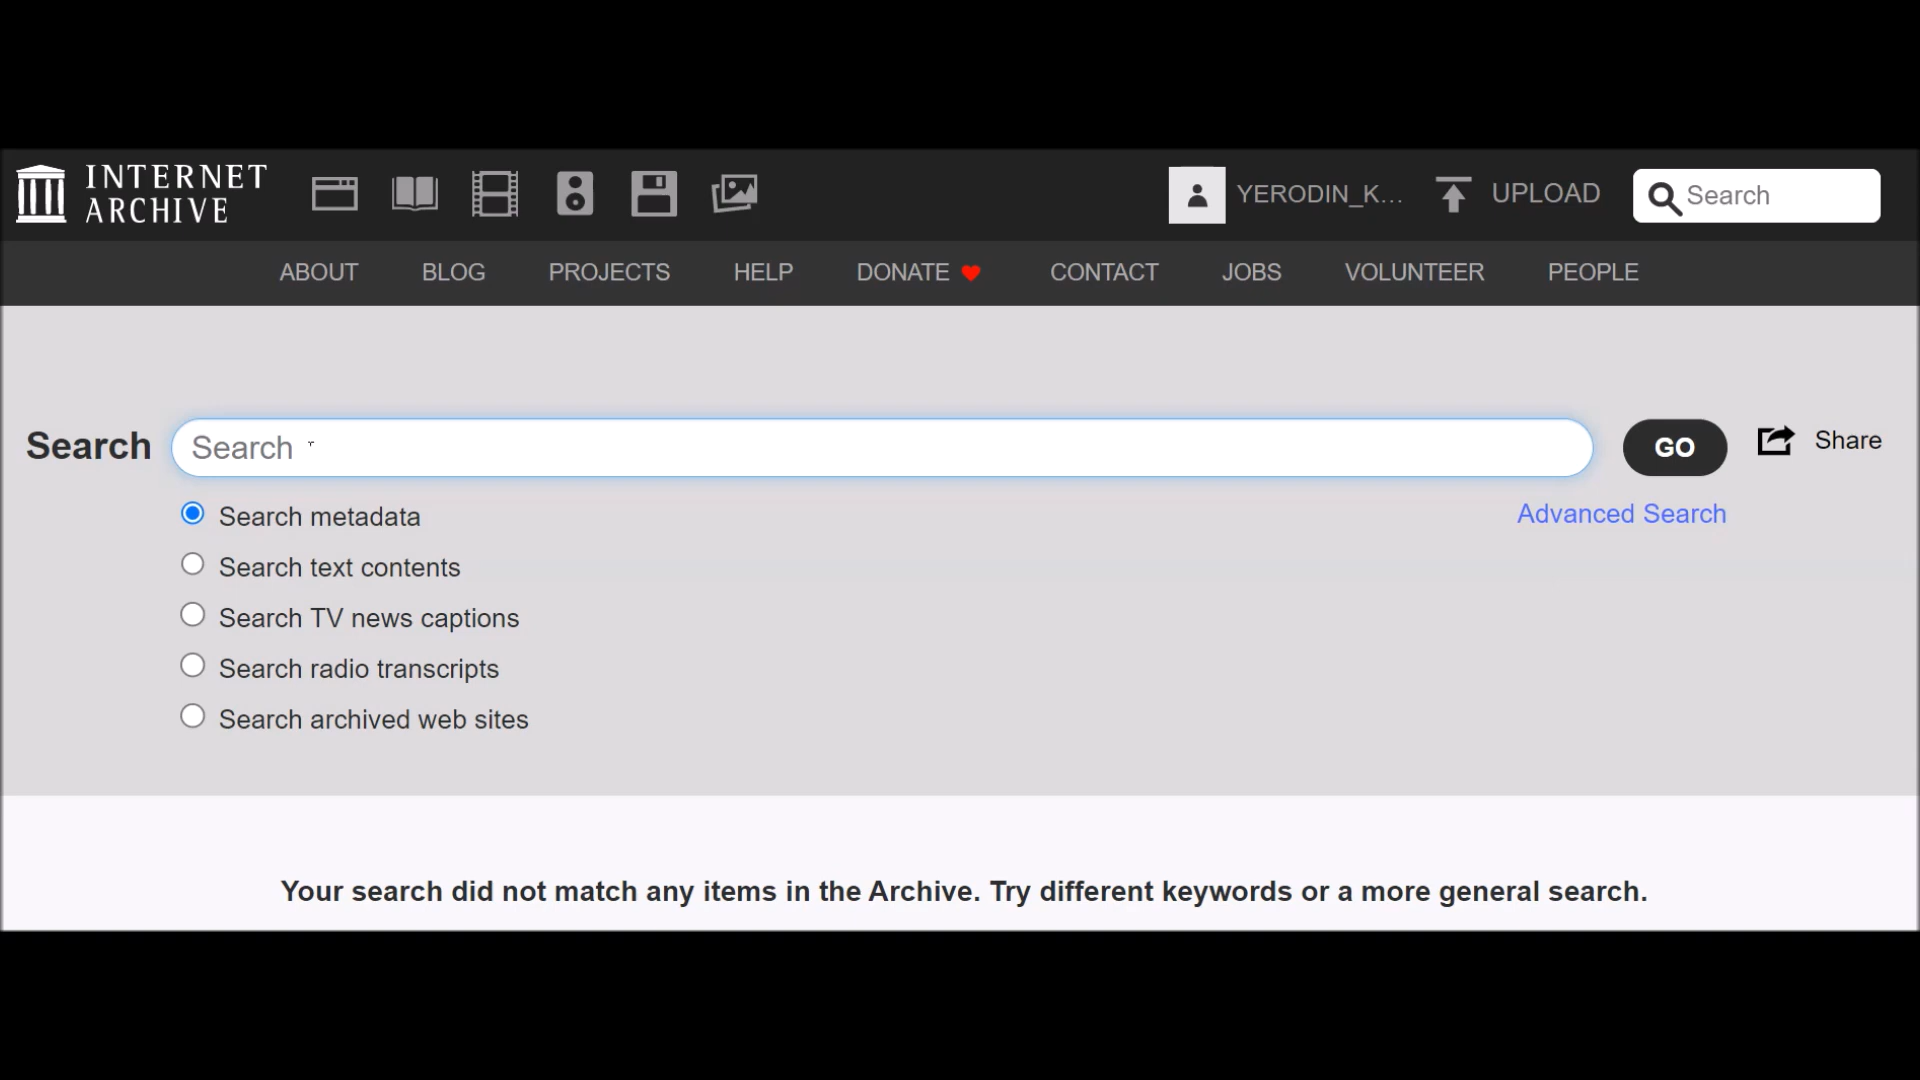 INTERNET
ARCHIVE
YERODIN_K...
UPLOAD
Search
ABOUT
BLOG
PROJECTS
HELP
DONATE
CONTACT
JOBS
VOLUNTEER
PEOPLE
Search
Search
GO
Share
Search metadata
Advanced Search
Search text contents
Search TV news captions
Search radio transcripts
Search archived web sites
Your search did not match any items in the Archive. Try different keywords or a more general search.